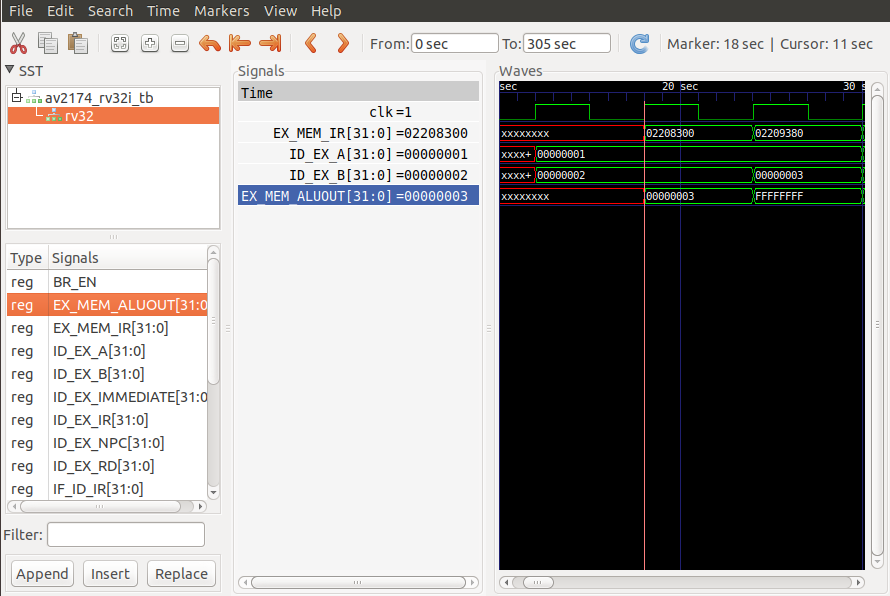 File Edit Search Time Markers View Help
From: 0 sec To: 305 sec Marker: 18 sec | Cursor: 11 sec
SST
av2174_rv32i_tb
rv32
Type Signals
reg BR_EN
reg EX_MEM_ALUOUT[31:0
reg EX_MEM_IR[31:0]
reg ID_EX_A[31:0]
reg ID_EX_B[31:0]
reg ID_EX_IMMEDIATE[31:0
reg ID_EX_IR[31:0]
reg ID_EX_NPC[31:0]
reg ID_EX_RD[31:0]
reg IF_ID_IR[31:0]
Filter:
Append Insert Replace
Signals
Time
clk=1
EX_MEM_IR[31:0]=02208300
ID_EX_A[31:0]=00000001
ID_EX_B[31:0]=00000002
EX_MEM_ALUOUT[31:0]=00000003
Waves
sec 20 sec 30 s
xxxxxxxx 02208300 02209380
xxxx+ 00000001
xxxx+ 00000002 00000003
xxxxxxxx 00000003 FFFFFFFF